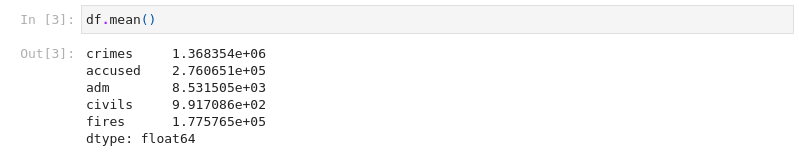 In [3]: df.mean()
Out[3]: crimes 1.368354e+06
accused 2.760651e+05
adm 8.531505e+03
civils 9.917086e+02
fires 1.775765e+05
dtype: float64